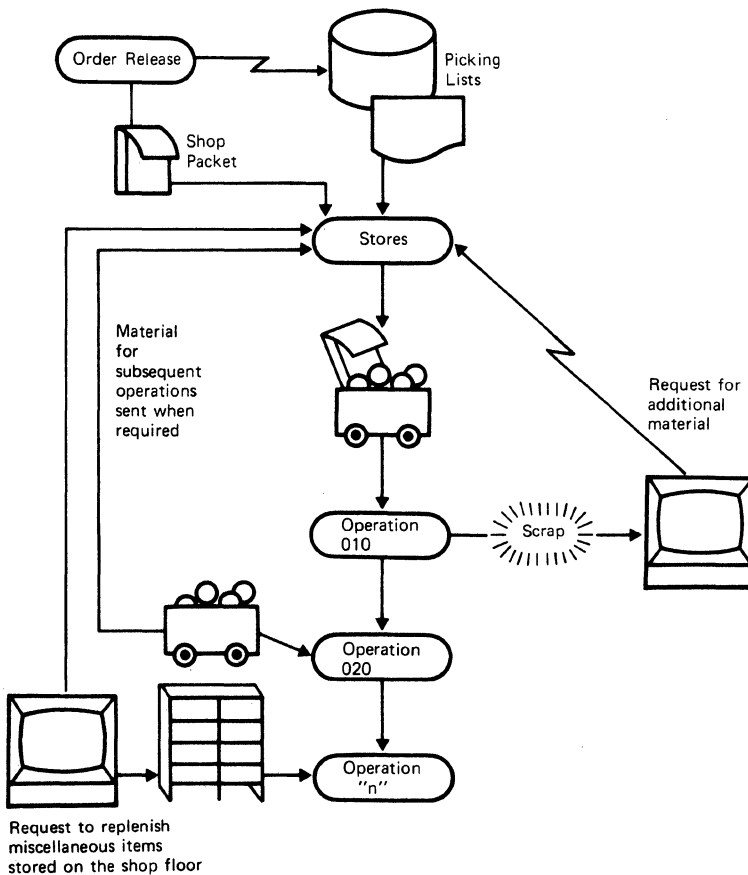 Order Release
Picking
Lists
Shop
Packet
Stores
Material
for
subsequent
operations
sent when
required
Request for
additional
material
Operation
010
Scrap
Operation
020
Operation
"n"
Request to replenish
miscellaneous items
stored on the shop floor